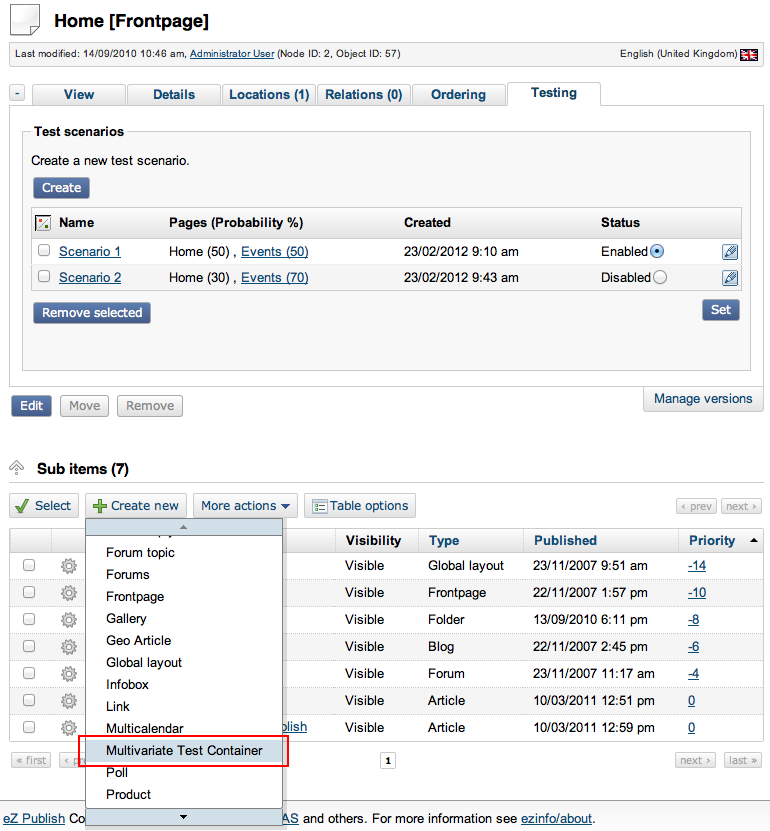 Home [Frontpage]
Last modified: 14/09/2010 10:46 am, Administrator User (Node ID: 2, Object ID: 57) English (United Kingdom)
- View Details Locations (1) Relations (0) Ordering Testing
Test scenarios
Create a new test scenario.
Create
Name Pages (Probability %) Created Status
Scenario 1 Home (50) , Events (50) 23/02/2012 9:10 am Enabled
Scenario 2 Home (30) , Events (70) 23/02/2012 9:43 am Disabled
Remove selected Set
Edit Move Remove Manage versions
Sub items (7)
Select Create new More actions Table options ‹ prev next ›
Visibility Type Published Priority
Forum topic
Visible Global layout 23/11/2007 9:51 am -14
Forums
Frontpage Visible Frontpage 22/11/2007 1:57 pm -10
Gallery Visible Folder 13/09/2010 6:11 pm -8
Geo Article Visible Blog 22/11/2007 2:45 pm -6
Global layout
Visible Forum 23/11/2007 11:17 am -4
Infobox
Link Visible Article 10/03/2011 12:51 pm 0
Multicalendar blish Visible Article 10/03/2011 12:59 pm 0
Multivariate Test Container
« first ‹ pr 1 next › last »
Poll
Product
eZ Publish Co AS and others. For more information see ezinfo/about.